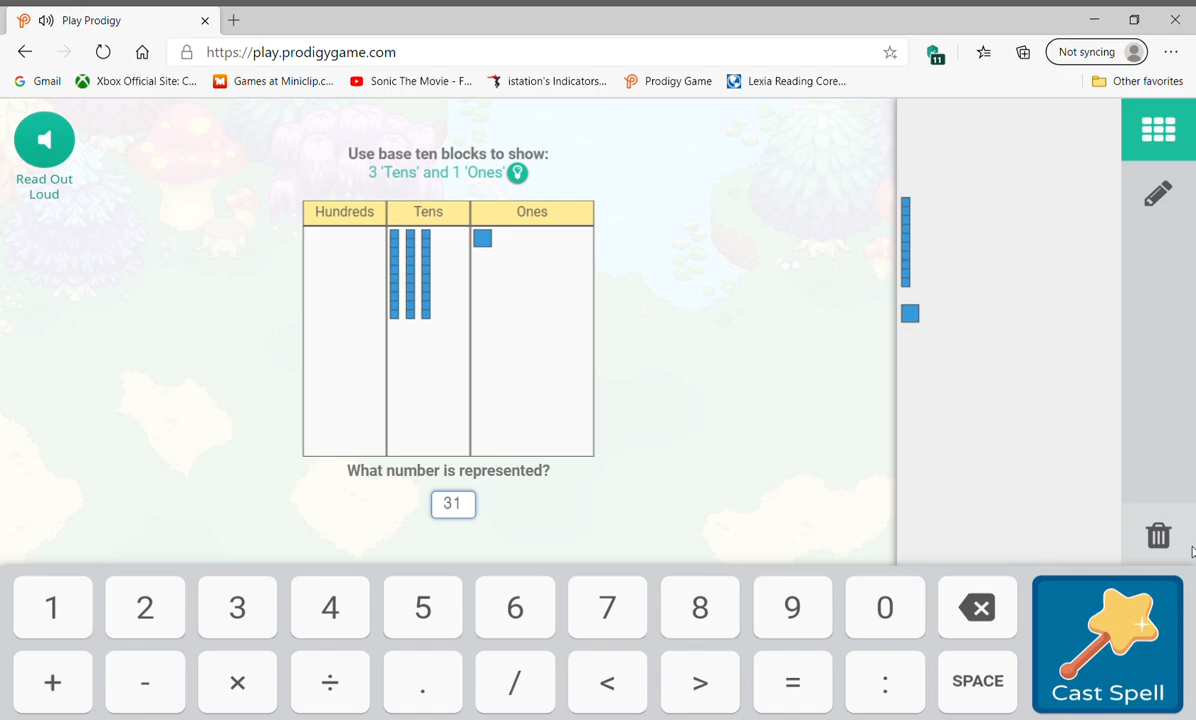 Play Prodigy
https://play.prodigygame.com
11
Not syncing
Gmail
Xbox Official Site: C...
Games at Miniclip.c...
Sonic The Movie - F...
istation's Indicators...
Prodigy Game
Lexia Reading Core...
Other favorites
Read Out
Loud
Use base ten blocks to show:
3 'Tens' and 1 'Ones'
Hundreds Tens Ones
What number is represented?
31
1 2 3 4 5 6 7 8 9 0
+ - × ÷ . / < > = : SPACE
Cast Spell